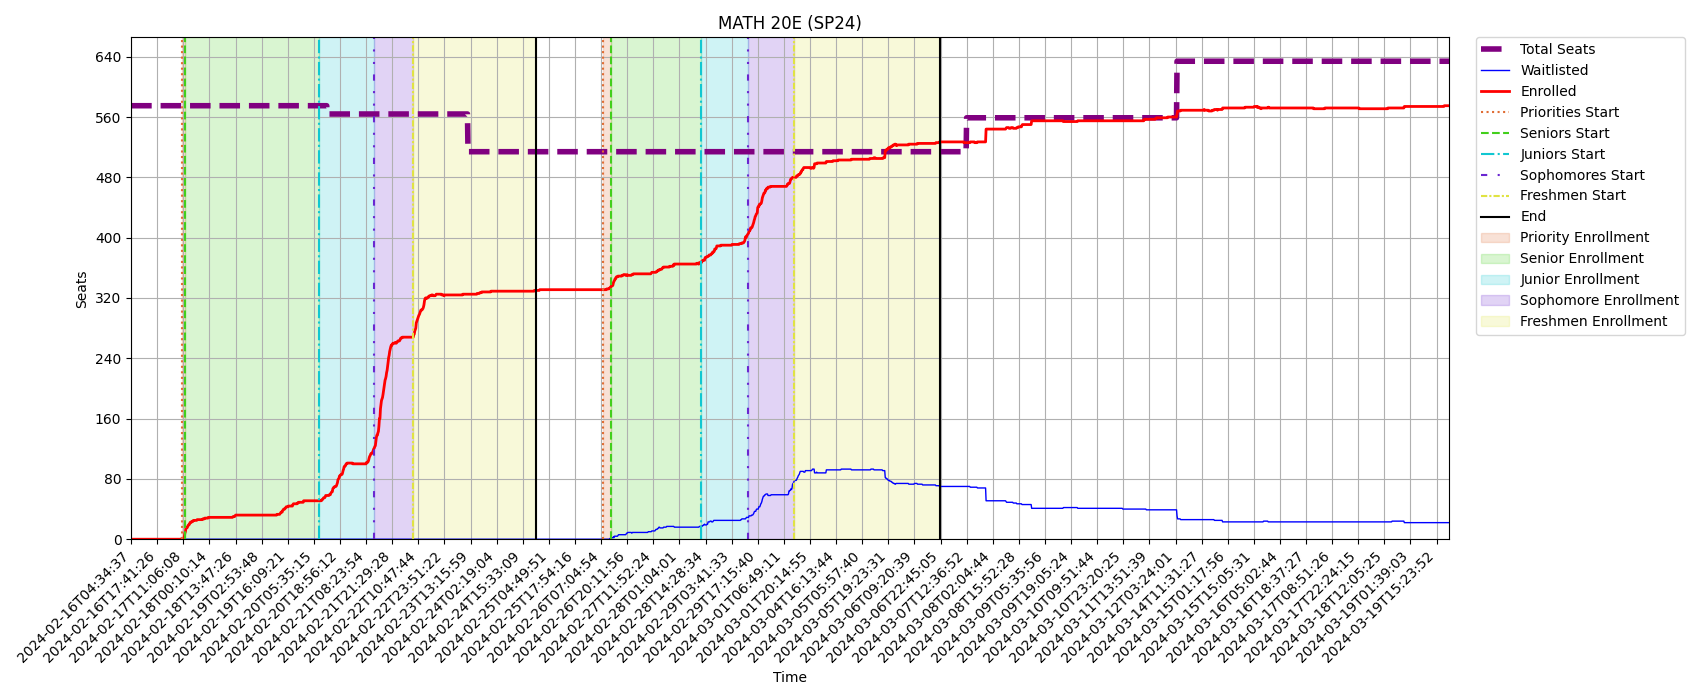 MATH 20E (SP24)
Seats
640
560
480
400
320
240
160
80
0
2024-02-16T04:34:37
2024-02-16T17:41:26
2024-02-17T11:06:08
2024-02-18T00:10:14
2024-02-18T13:47:26
2024-02-19T02:53:48
2024-02-19T16:09:21
2024-02-20T05:35:15
2024-02-20T18:56:12
2024-02-21T08:23:54
2024-02-21T21:29:28
2024-02-22T10:47:44
2024-02-22T23:51:22
2024-02-23T13:15:59
2024-02-24T02:19:04
2024-02-24T15:33:09
2024-02-25T04:49:51
2024-02-25T17:54:16
2024-02-26T07:04:54
2024-02-26T20:11:56
2024-02-27T11:52:24
2024-02-28T01:04:01
2024-02-28T14:28:34
2024-02-29T03:41:33
2024-02-29T17:15:40
2024-03-01T06:49:11
2024-03-01T20:14:55
2024-03-04T16:13:44
2024-03-05T05:57:40
2024-03-05T19:23:31
2024-03-06T09:20:39
2024-03-06T22:45:05
2024-03-07T12:36:52
2024-03-08T02:04:44
2024-03-08T15:52:28
2024-03-09T05:35:56
2024-03-09T19:05:24
2024-03-10T09:51:44
2024-03-10T23:20:25
2024-03-11T13:51:39
2024-03-12T03:24:01
2024-03-14T11:31:27
2024-03-15T01:17:56
2024-03-15T15:05:31
2024-03-16T05:02:44
2024-03-16T18:37:27
2024-03-17T08:51:26
2024-03-17T22:24:15
2024-03-18T12:05:25
2024-03-19T01:39:03
2024-03-19T15:23:52
Time
Total Seats
Waitlisted
Enrolled
Priorities Start
Seniors Start
Juniors Start
Sophomores Start
Freshmen Start
End
Priority Enrollment
Senior Enrollment
Junior Enrollment
Sophomore Enrollment
Freshmen Enrollment